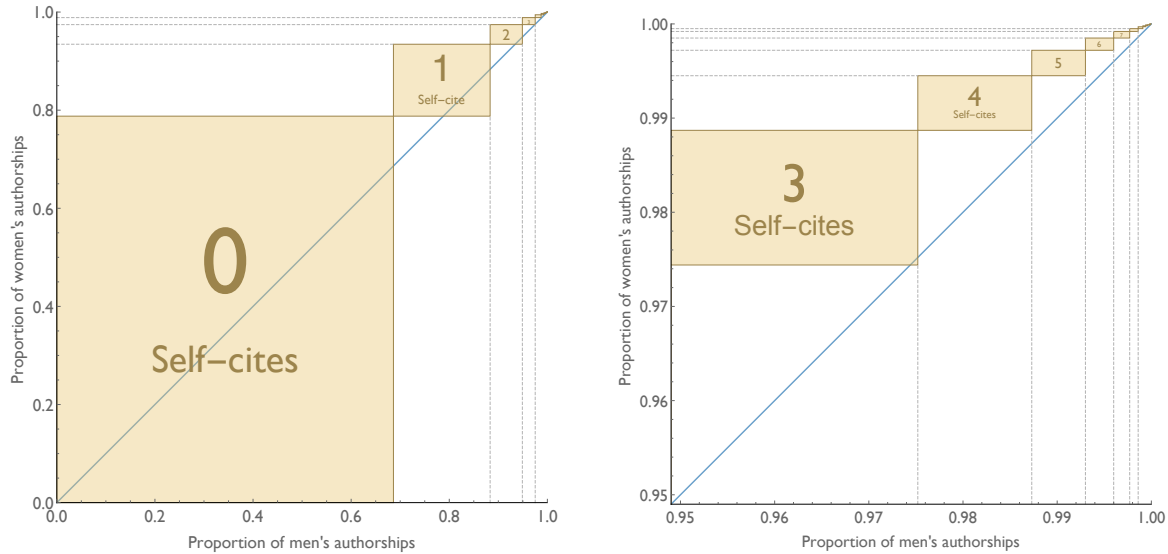 1.0
0.8
0.6
0.4
0.2
0.0
Proportion of women's authorships
0
Self-cites
1
Self-cite
2
3
0.0 0.2 0.4 0.6 0.8 1.0
Proportion of men's authorships
1.00
0.99
0.98
0.97
0.96
0.95
Proportion of women's authorships
3
Self-cites
4
Self-cites
5
6
7
0.95 0.96 0.97 0.98 0.99 1.00
Proportion of men's authorships